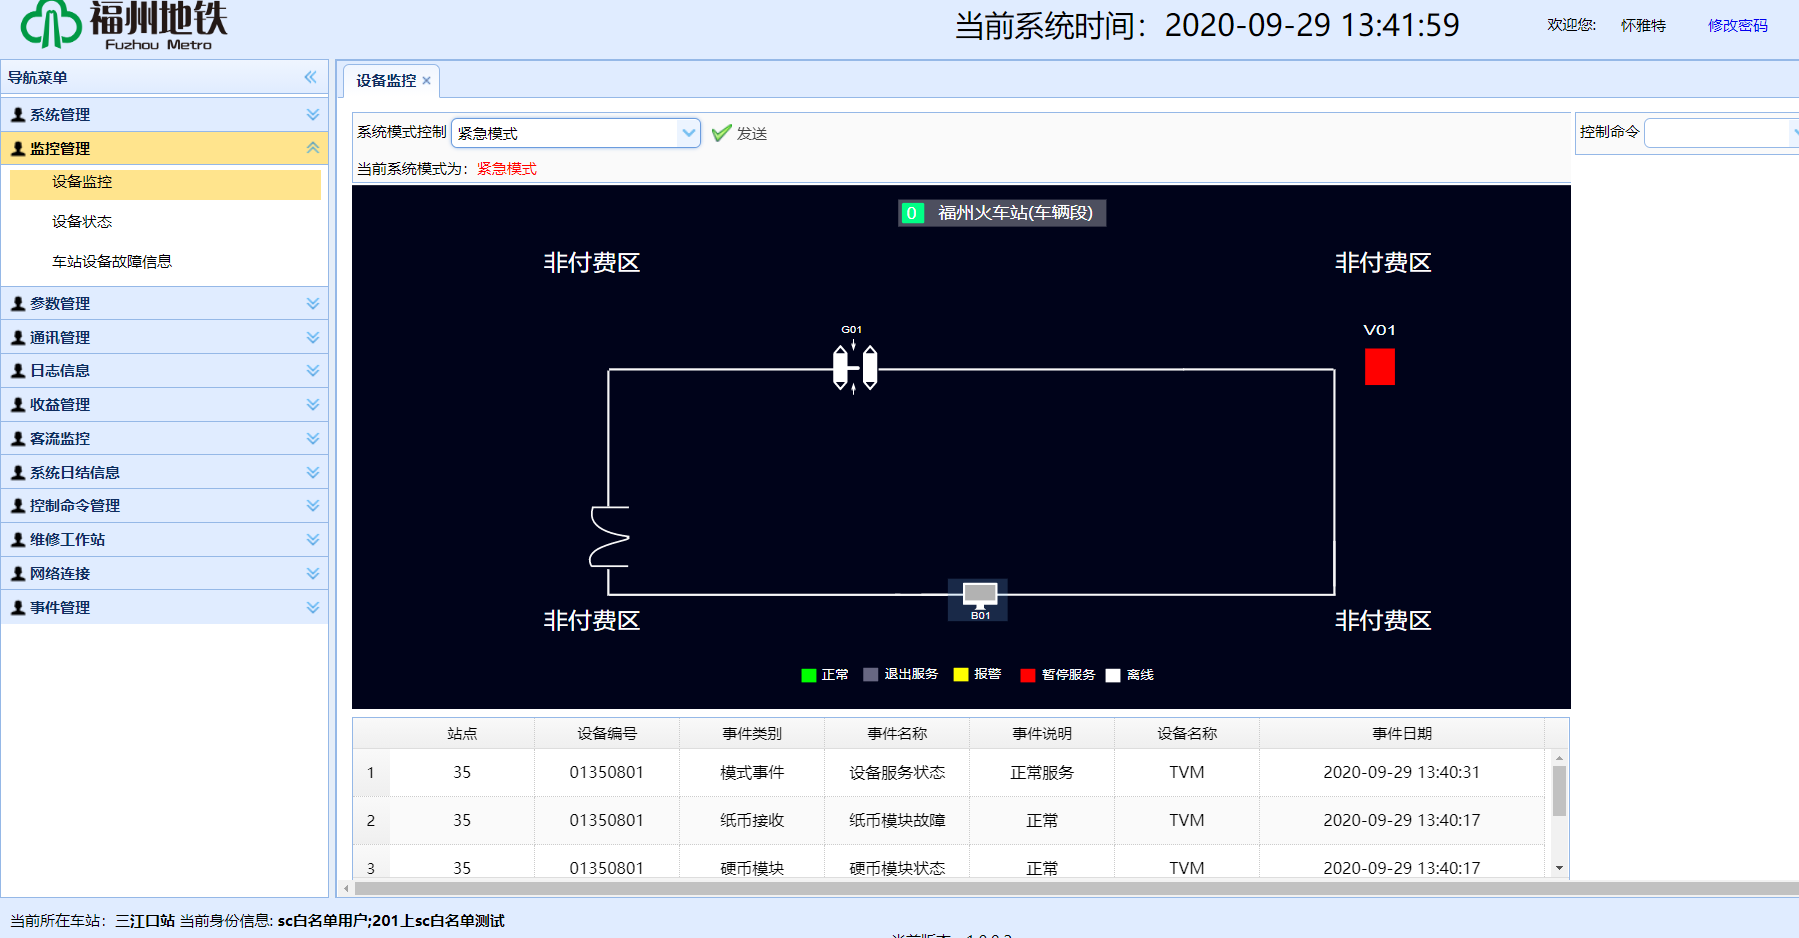 福州地铁
Fuzhou Metro
当前系统时间：2020-09-29 13:41:59
欢迎您: 怀雅特 修改密码
导航菜单
系统管理
监控管理
设备监控
设备状态
车站设备故障信息
参数管理
通讯管理
日志信息
收益管理
客流监控
系统日结信息
控制命令管理
维修工作站
网络连接
事件管理
设备监控
系统模式控制 紧急模式 发送
控制命令
当前系统模式为：紧急模式
0 福州火车站(车辆段)
非付费区 非付费区
G01
V01
B01
非付费区 非付费区
正常 退出服务 报警 暂停服务 离线
站点 设备编号 事件类别 事件名称 事件说明 设备名称 事件日期
1 35 01350801 模式事件 设备服务状态 正常服务 TVM 2020-09-29 13:40:31
2 35 01350801 纸币接收 纸币模块故障 正常 TVM 2020-09-29 13:40:17
3 35 01350801 硬币模块 硬币模块状态 正常 TVM 2020-09-29 13:40:17
当前所在车站：三江口站 当前身份信息: sc白名单用户;201上sc白名单测试